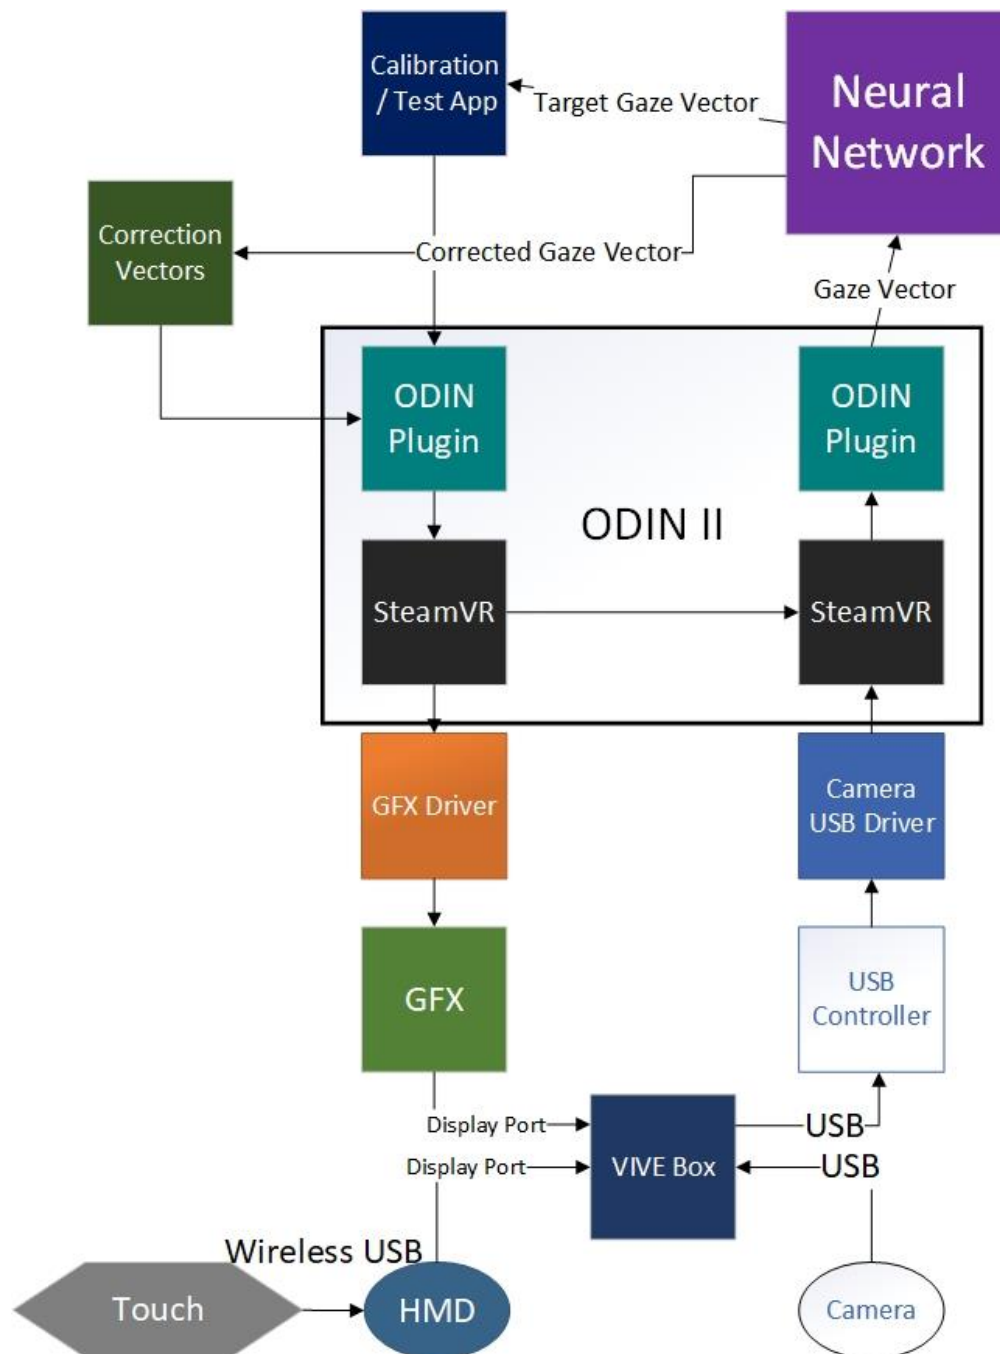 Calibration
/ Test App
Target Gaze Vector
Neural
Network
Correction
Vectors
Corrected Gaze Vector
Gaze Vector
ODIN
Plugin
ODIN
Plugin
ODIN II
SteamVR
SteamVR
GFX Driver
Camera
USB Driver
GFX
USB
Controller
Display Port
VIVE Box
USB
Display Port
USB
Wireless USB
Touch
HMD
Camera